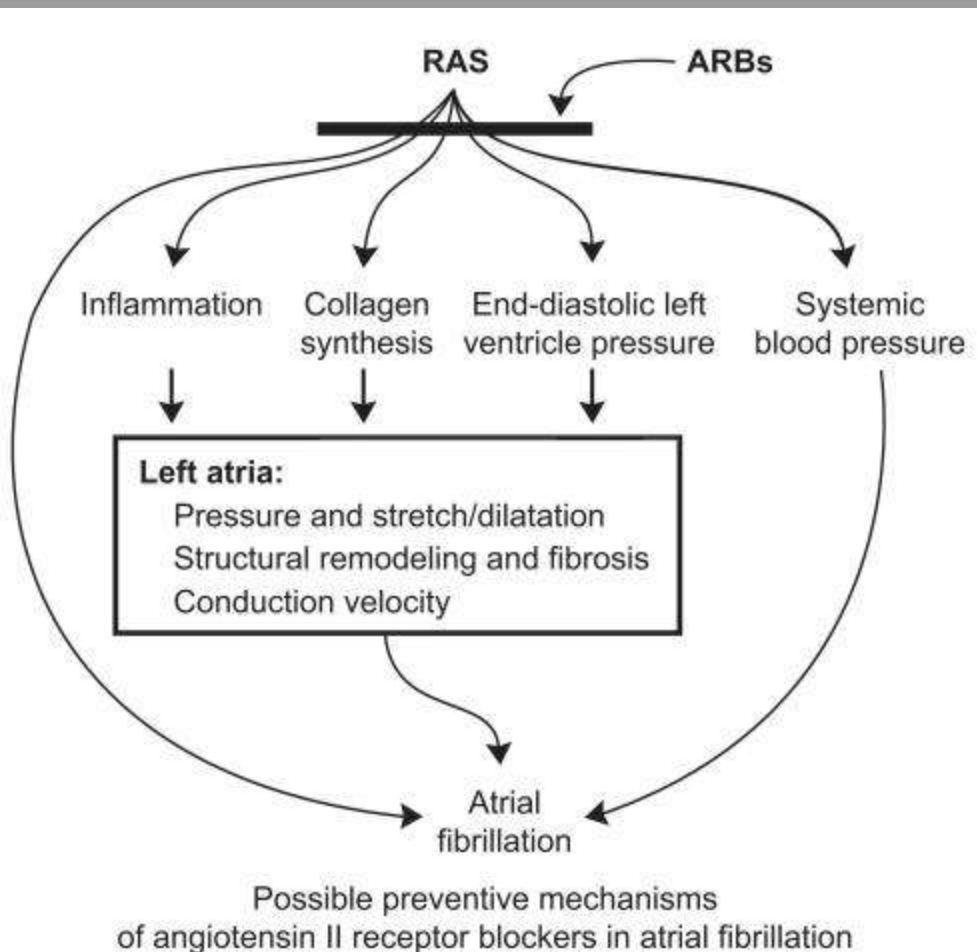 RAS
ARBs
Inflammation
Collagen
synthesis
End-diastolic left
ventricle pressure
Systemic
blood pressure
Left atria:
Pressure and stretch/dilatation
Structural remodeling and fibrosis
Conduction velocity
Atrial
fibrillation
Possible preventive mechanisms
of angiotensin II receptor blockers in atrial fibrillation